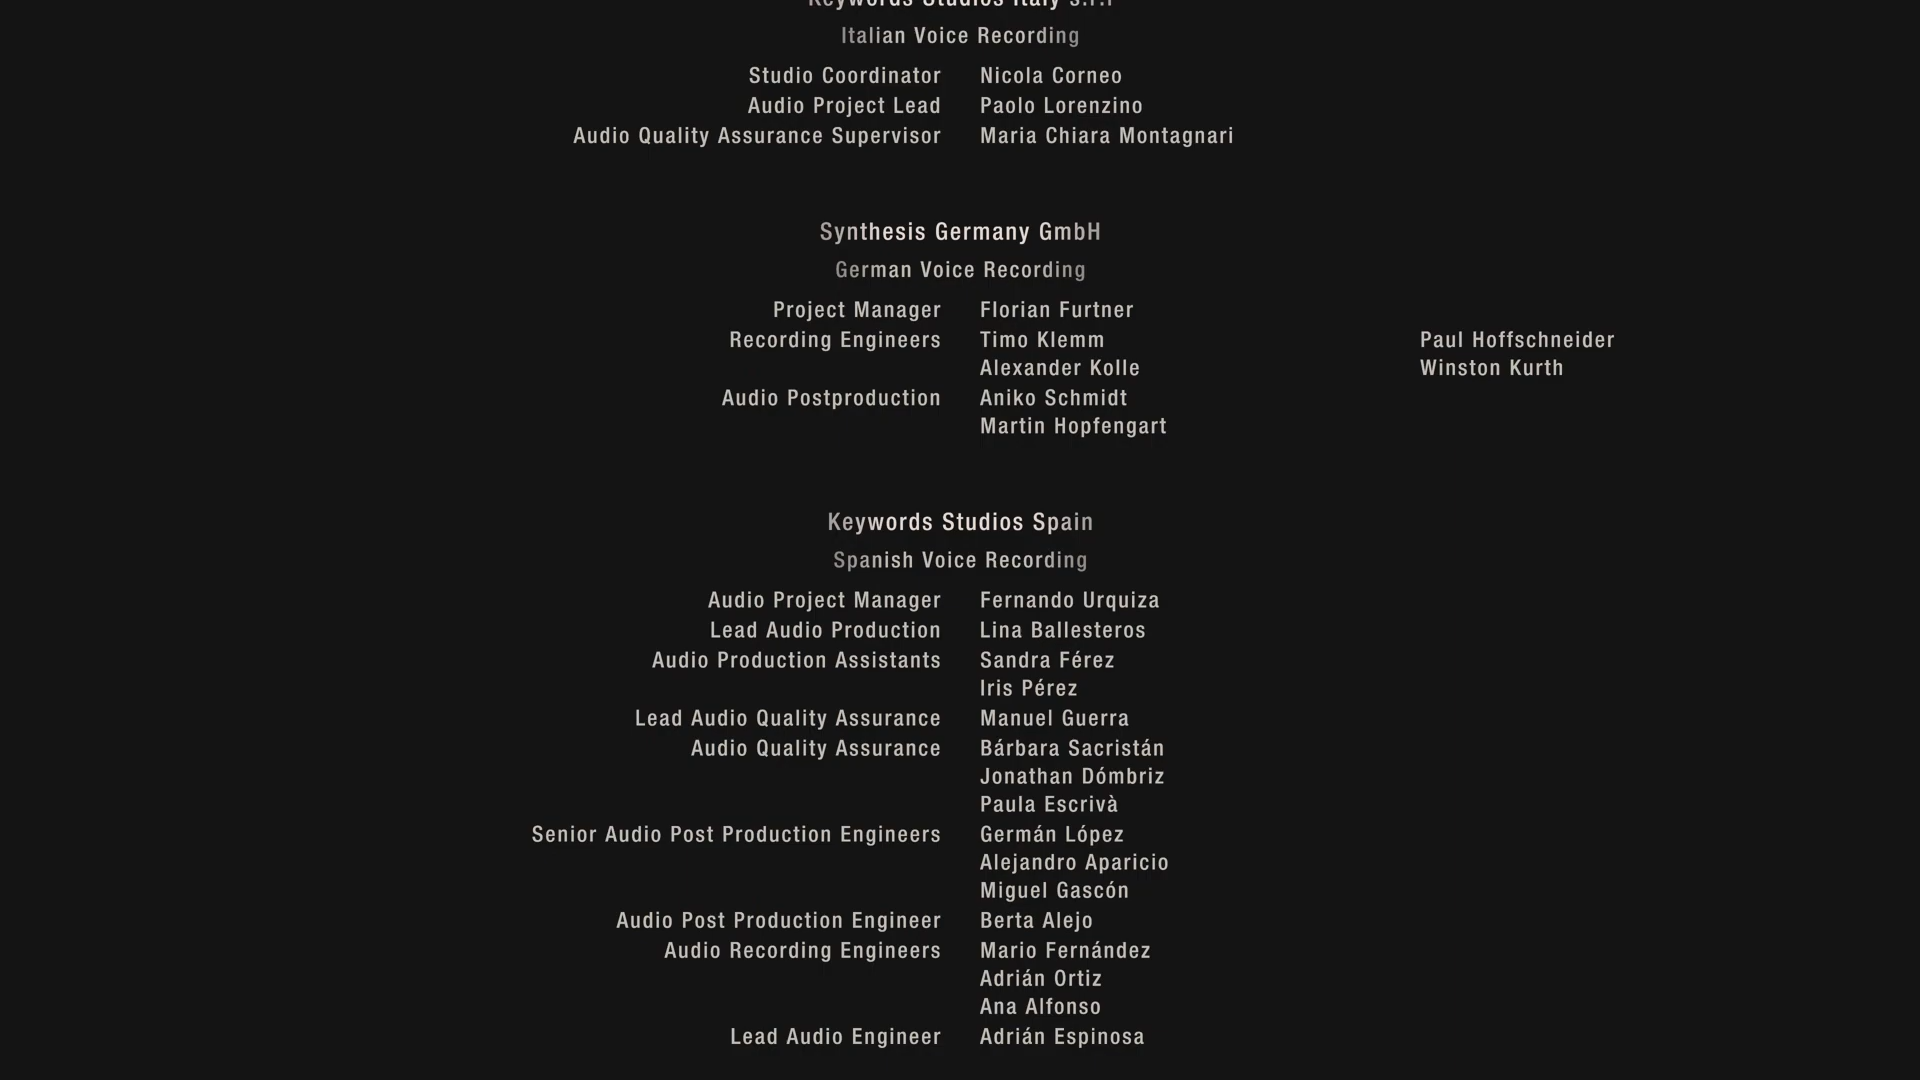 Keywords Studios Italy s.r.l
Italian Voice Recording
Studio Coordinator Nicola Corneo
Audio Project Lead Paolo Lorenzino
Audio Quality Assurance Supervisor Maria Chiara Montagnari
Synthesis Germany GmbH
German Voice Recording
Project Manager Florian Furtner
Recording Engineers Timo Klemm Paul Hoffschneider
Alexander Kolle Winston Kurth
Audio Postproduction Aniko Schmidt
Martin Hopfengart
Keywords Studios Spain
Spanish Voice Recording
Audio Project Manager Fernando Urquiza
Lead Audio Production Lina Ballesteros
Audio Production Assistants Sandra Férez
Iris Pérez
Lead Audio Quality Assurance Manuel Guerra
Audio Quality Assurance Bárbara Sacristán
Jonathan Dómbriz
Paula Escrivà
Senior Audio Post Production Engineers Germán López
Alejandro Aparicio
Miguel Gascón
Audio Post Production Engineer Berta Alejo
Audio Recording Engineers Mario Fernández
Adrián Ortiz
Ana Alfonso
Lead Audio Engineer Adrián Espinosa